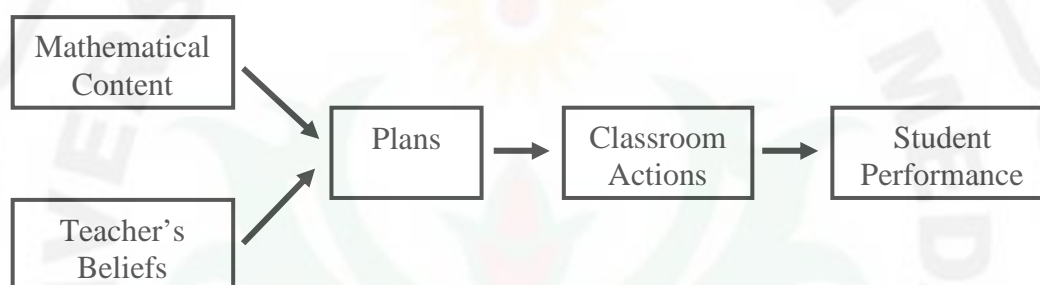 Mathematical
Content
Plans
Classroom
Actions
Student
Performance
Teacher's
Beliefs